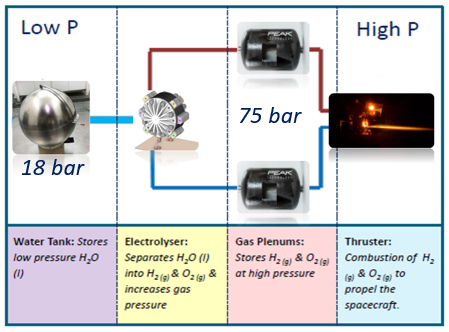 Low P
High P
PEAK
75 bar
18 bar
PEAK
Water Tank: Stores
low pressure H₂O
(l)
Electrolyser:
Separates H₂O (l)
into H₂ (g) & O₂ (g) &
increases gas
pressure
Gas Plenums:
Stores H₂ (g) & O₂ (g)
at high pressure
Thruster:
Combustion of H₂
(g) & O₂ (g) to
propel the
spacecraft.